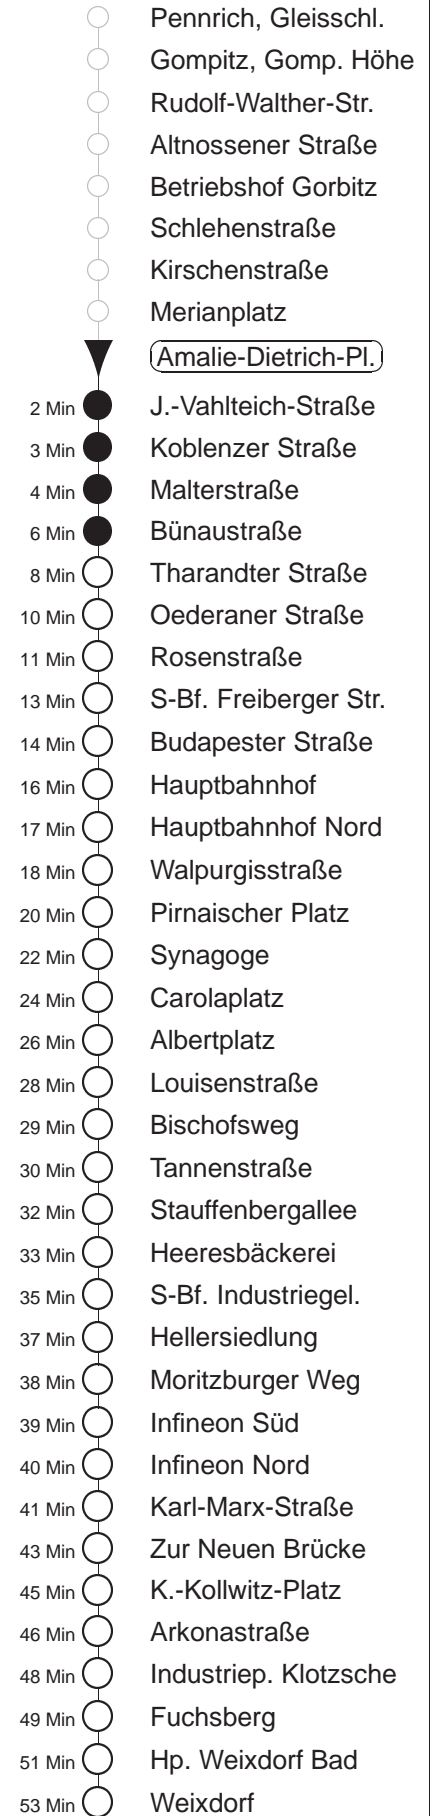 Pennrich, Gleisschl.
Gompitz, Gomp. Höhe
Rudolf-Walther-Str.
Altnossener Straße
Betriebshof Gorbitz
Schlehenstraße
Kirschenstraße
Merianplatz
Amalie-Dietrich-Pl.
2 Min J.-Vahlteich-Straße
3 Min Koblenzer Straße
4 Min Malterstraße
6 Min Bünaustraße
8 Min Tharandter Straße
10 Min Oederaner Straße
11 Min Rosenstraße
13 Min S-Bf. Freiberger Str.
14 Min Budapester Straße
16 Min Hauptbahnhof
17 Min Hauptbahnhof Nord
18 Min Walpurgisstraße
20 Min Pirnaischer Platz
22 Min Synagoge
24 Min Carolaplatz
26 Min Albertplatz
28 Min Louisenstraße
29 Min Bischofsweg
30 Min Tannenstraße
32 Min Stauffenbergallee
33 Min Heeresbäckerei
35 Min S-Bf. Industriegel.
37 Min Hellersiedlung
38 Min Moritzburger Weg
39 Min Infineon Süd
40 Min Infineon Nord
41 Min Karl-Marx-Straße
43 Min Zur Neuen Brücke
45 Min K.-Kollwitz-Platz
46 Min Arkonastraße
48 Min Industriep. Klotzsche
49 Min Fuchsberg
51 Min Hp. Weixdorf Bad
53 Min Weixdorf